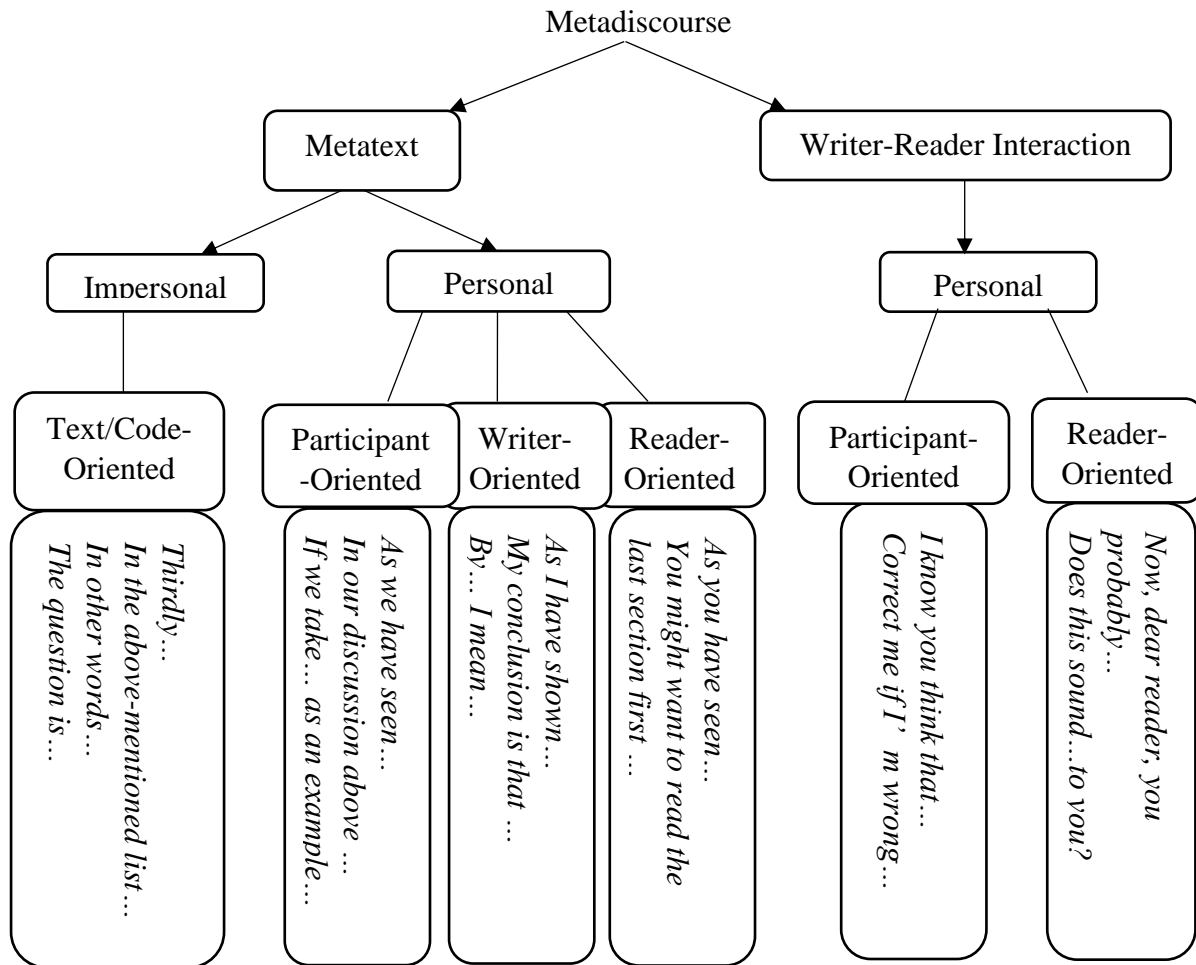 Metadiscourse
Metatext
Writer-Reader Interaction
Impersonal
Personal
Personal
Text/Code-
Oriented
Participant
-Oriented
Writer-
Oriented
Reader-
Oriented
Participant-
Oriented
Reader-
Oriented
Thirdly…
In the above-mentioned list…
In other words…
The question is…
As we have seen…
In our discussion above …
If we take… as an example…
As I have shown…
My conclusion is that …
By… I mean…
As you have seen…
You might want to read the
last section first …
I know you think that…
Correct me if I’ m wrong…
Now, dear reader, you
probably…
Does this sound…to you?